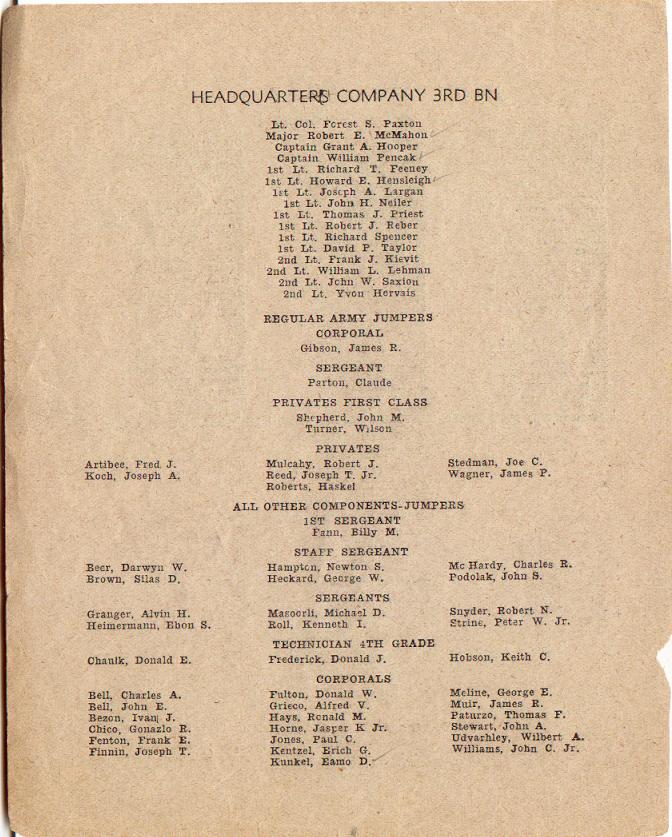 HEADQUARTERS COMPANY 3RD BN
Lt. Col. Forest S. Paxton
Major Robert E. McMahon
Captain Grant A. Hooper
Captain William Pencak
1st Lt. Richard T. Feeney
1st Lt. Howard E. Hensleigh
1st Lt. Joseph A. Largan
1st Lt. John H. Neiler
1st Lt. Thomas J. Priest
1st Lt. Robert J. Reber
1st Lt. Richard Spencer
1st Lt. David P. Taylor
2nd Lt. Frank J. Kievit
2nd Lt. William L. Lehman
2nd Lt. John W. Saxion
2nd Lt. Yvon Hervais
REGULAR ARMY JUMPERS
CORPORAL
Gibson, James R.
SERGEANT
Parton, Claude
PRIVATES FIRST CLASS
Shepherd, John M.
Turner, Wilson
PRIVATES
Artibee, Fred J. Mulcahy, Robert J. Stedman, Joe C.
Koch, Joseph A. Reed, Joseph T. Jr. Wagner, James P.
Roberts, Haskel
ALL OTHER COMPONENTS-JUMPERS
1ST SERGEANT
Fann, Billy M.
STAFF SERGEANT
Beer, Darwyn W. Hampton, Newton S. Mc Hardy, Charles R.
Brown, Silas D. Heckard, George W. Podolak, John S.
SERGEANTS
Granger, Alvin H. Masoorli, Michael D. Snyder, Robert N.
Heimermann, Ebon S. Roll, Kenneth I. Strine, Peter W. Jr.
TECHNICIAN 4TH GRADE
Chaulk, Donald E. Frederick, Donald J. Hobson, Keith C.
CORPORALS
Bell, Charles A. Fulton, Donald W. Meline, George E.
Bell, John E. Grieco, Alfred V. Muir, James R.
Bezon, Ivan J. Hays, Ronald M. Paturzo, Thomas F.
Chico, Gonazlo R. Horne, Jasper K Jr. Stewart, John A.
Fenton, Frank E. Jones, Paul C. Udvarhley, Wilbert A.
Finnin, Joseph T. Kentzel, Erich G. Williams, John C. Jr.
Kunkel, Eamo D.